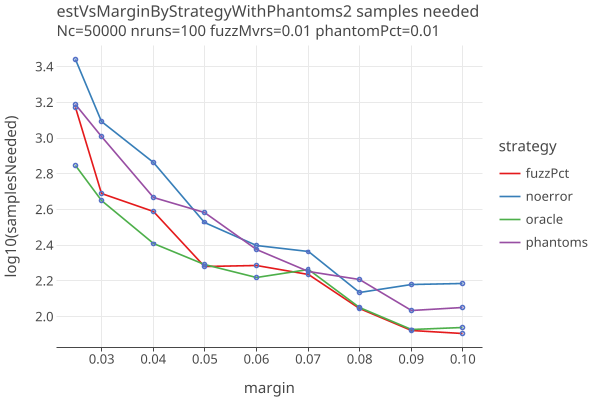 estVsMarginByStrategyWithPhantoms2 samples needed
Nc=50000 nruns=100 fuzzMvrs=0.01 phantomPct=0.01
log10(samplesNeeded)
3.4
3.2
3.0
2.8
2.6
2.4
2.2
2.0
0.03 0.04 0.05 0.06 0.07 0.08 0.09 0.10
margin
strategy
fuzzPct
noerror
oracle
phantoms